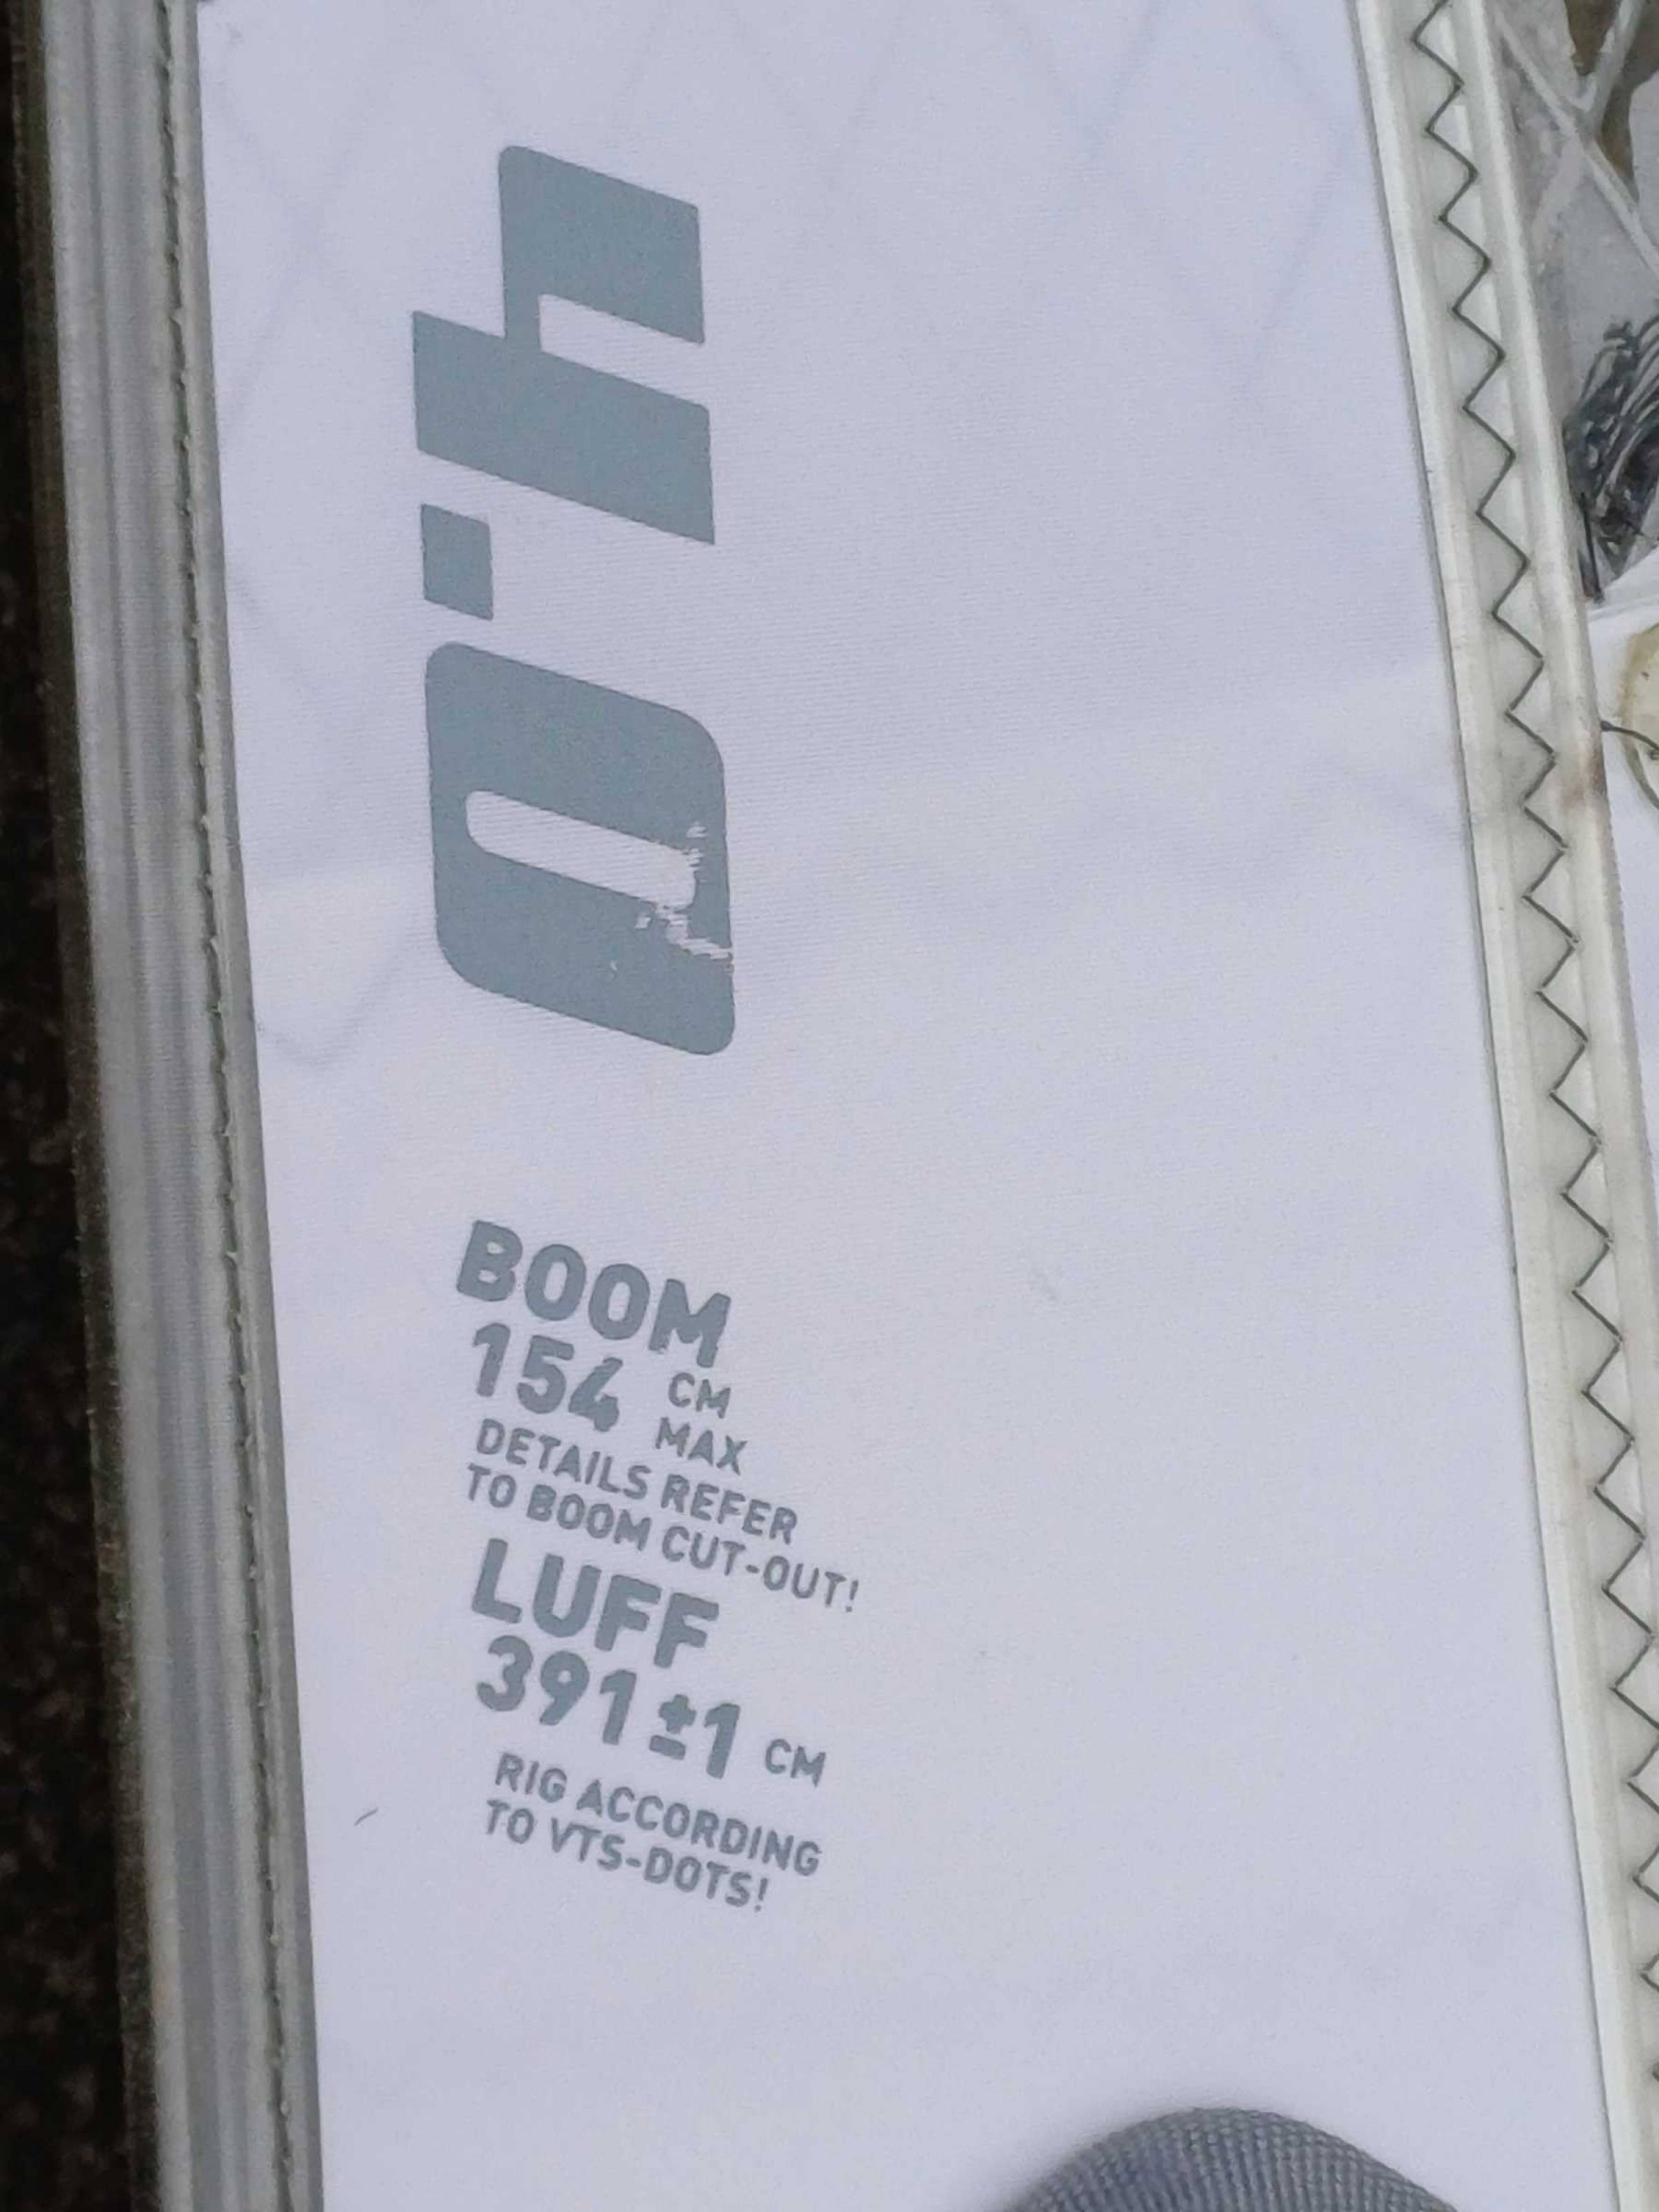 4.0
BOOM
154 CM MAX
DETAILS REFER
TO BOOM CUT-OUT!
LUFF
391±1 CM
RIG ACCORDING
TO VTS-DOTS!